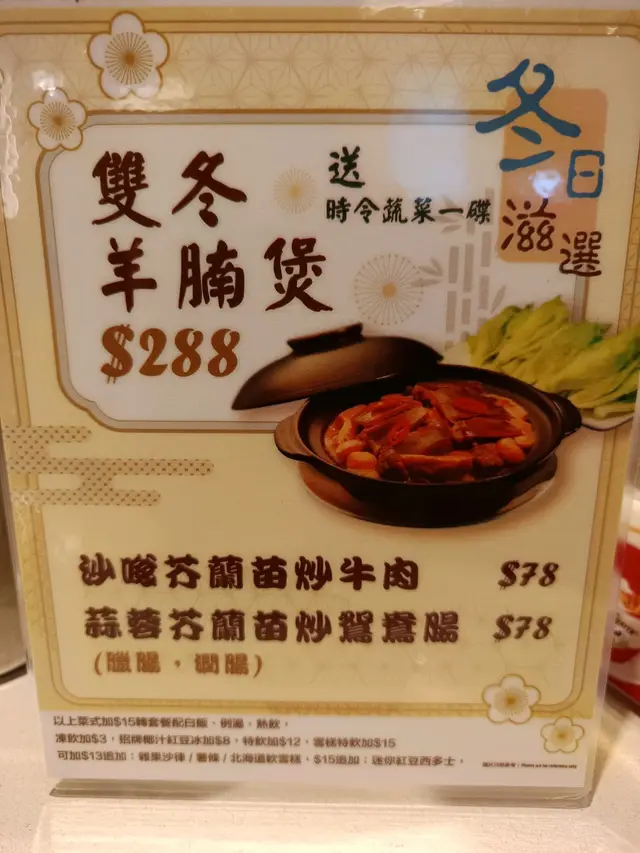 冬日滋選
雙冬
羊腩煲
$288
送
時令蔬菜一碟
沙嗲芥蘭苗炒牛肉 $78
蒜蓉芥蘭苗炒鴛鴦腸 $78
(臘腸，潤腸)
以上菜式加$15轉套餐配白飯，例湯，熱飲，
凍飲加$3，招牌椰汁紅豆冰加$8，特飲加$12，雪糕特飲加$15
可加$13追加：雜果沙律 / 薯條 / 北海道軟雪糕，$15追加：迷你紅豆西多士，